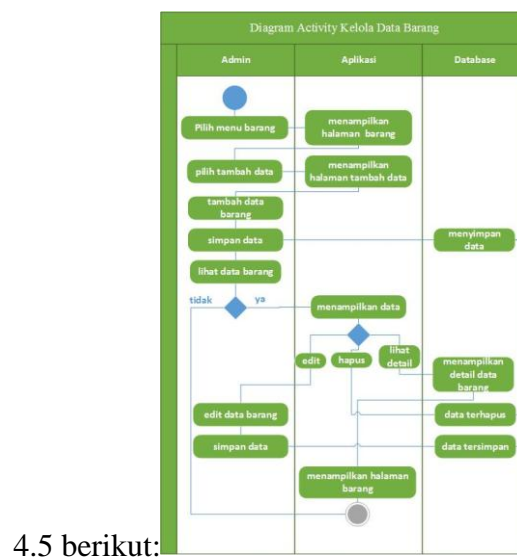 Diagram Activity Kelola Data Barang
Admin
Aplikasi
Database
Pilih menu barang
menampilkan
halaman barang
pilih tambah data
menampilkan
halaman tambah data
tambah data
barang
simpan data
menyimpan
data
lihat data barang
tidak
ya
menampilkan data
edit
hapus
lihat
detail
menampilkan
detail data
barang
edit data barang
data terhapus
simpan data
data tersimpan
menampilkan halaman
barang
4.5 berikut: